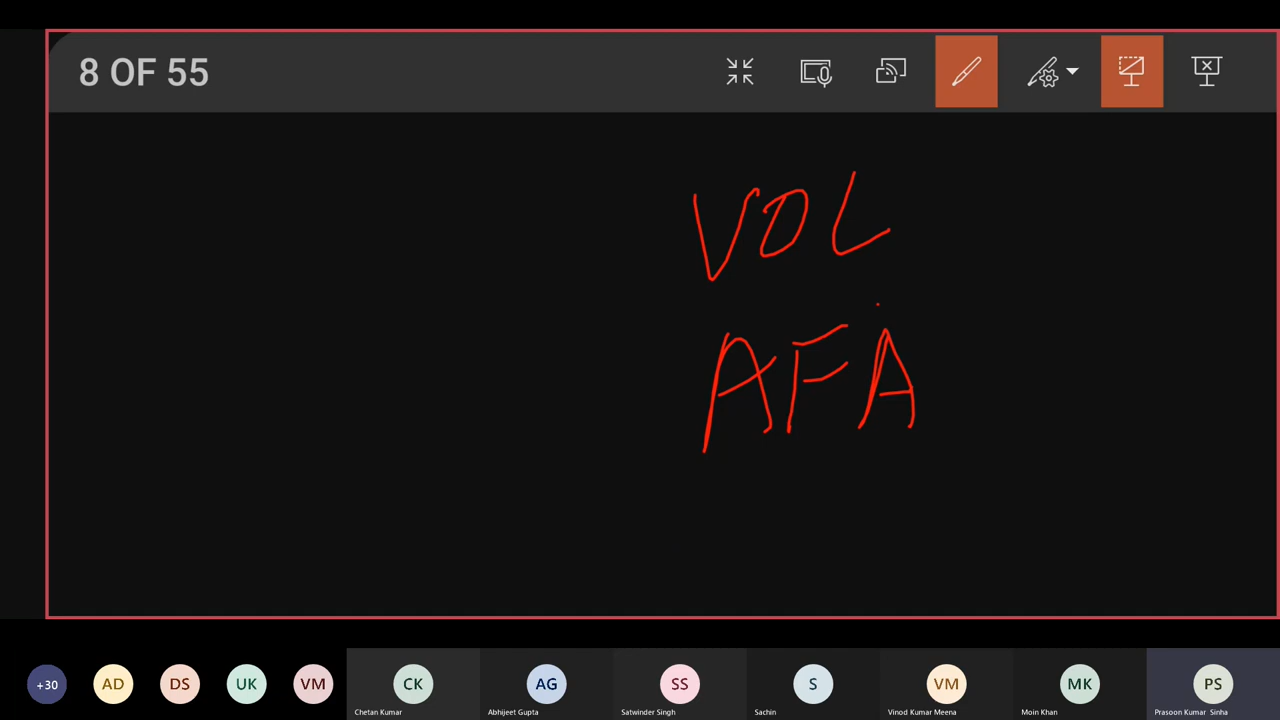 8 OF 55
VDL
AFA
+30
AD
DS
UK
VM
CK
Chetan Kumar
AG
Abhijeet Gupta
SS
Satwinder Singh
S
Sachin
VM
Vinod Kumar Meena
MK
Moin Khan
PS
Prasoon Kumar Sinha